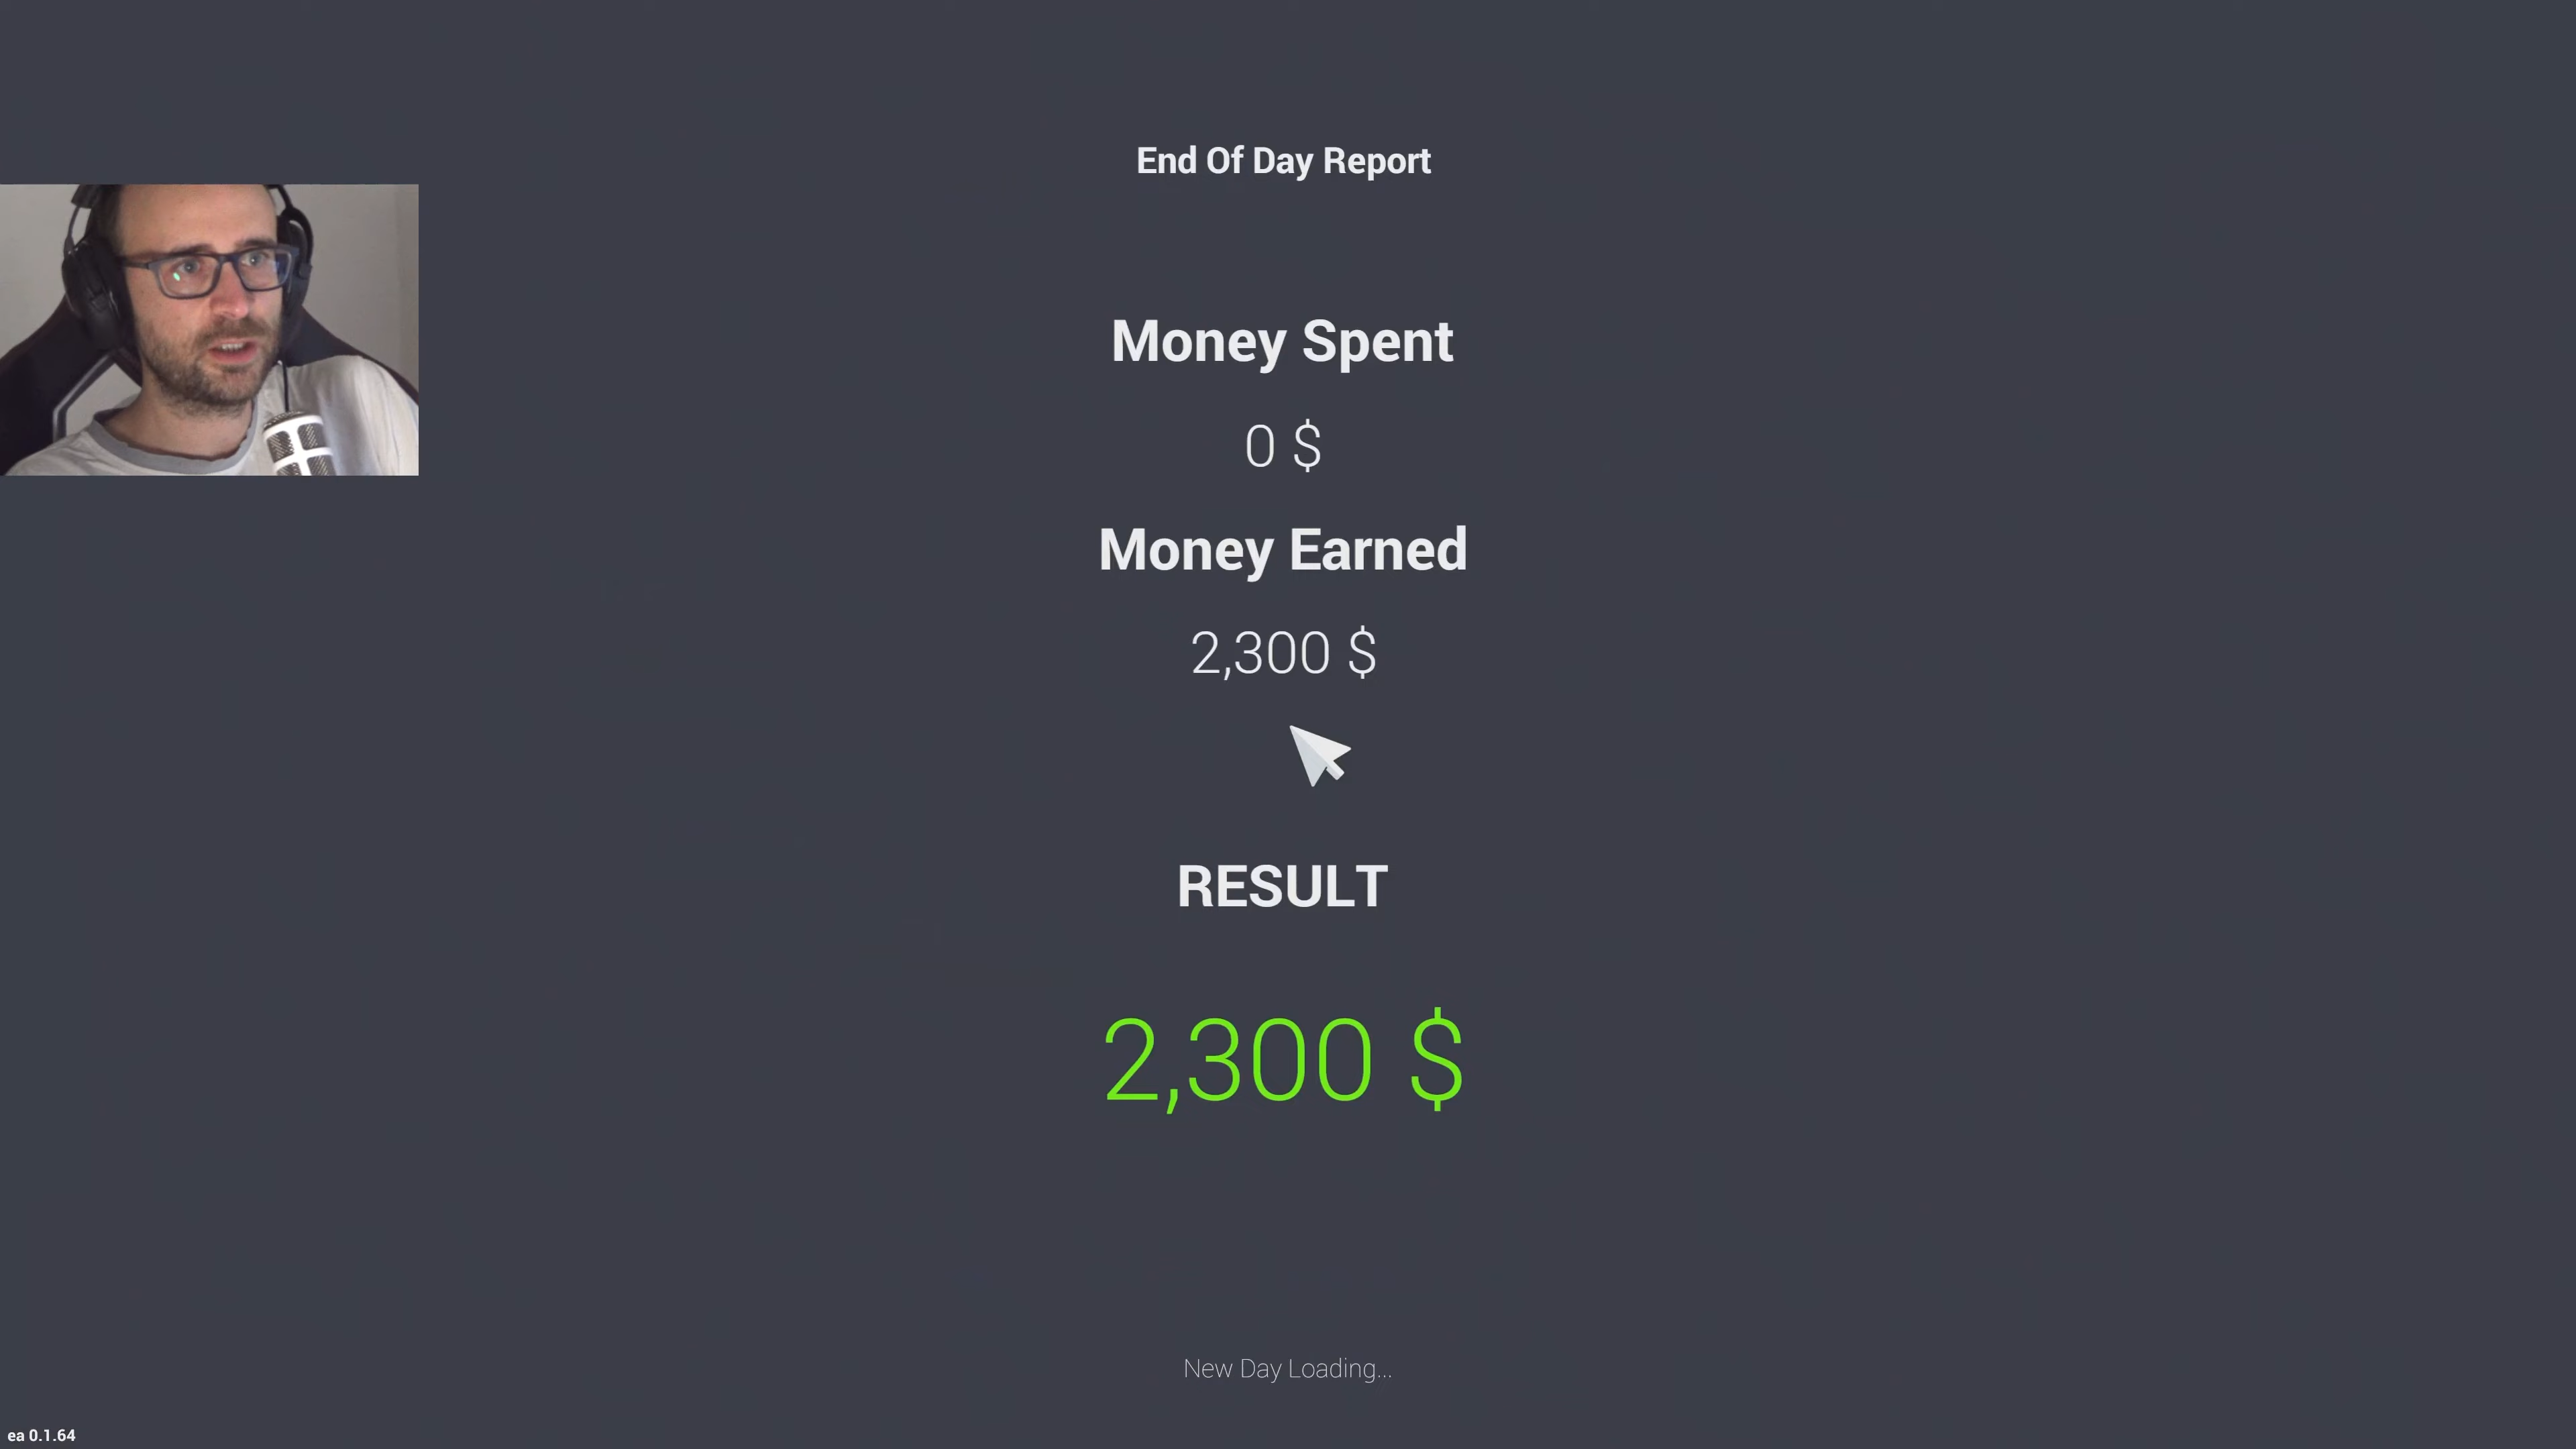 End Of Day Report
Money Spent
0 $
Money Earned
2,300 $
RESULT
2,300 $
New Day Loading...
ea 0.1.64